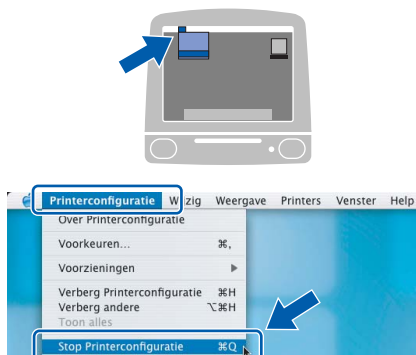 Printerconfiguratie Wijzig Weergave Printers Venster Help
Over Printerconfiguratie
Voorkeuren... ⌘,
Voorzieningen ▶
Verberg Printerconfiguratie ⌘H
Verberg andere ⌥⌘H
Toon alles
Stop Printerconfiguratie ⌘Q